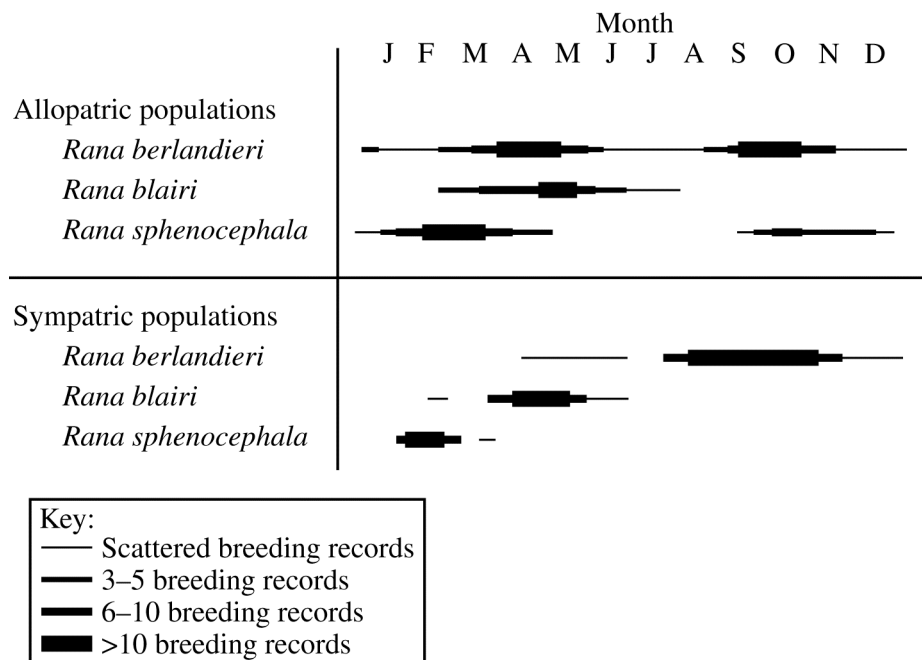 Month
J F M A M J J A S O N D
Allopatric populations
Rana berlandieri
Rana blairi
Rana sphenocephala
Sympatric populations
Rana berlandieri
Rana blairi
Rana sphenocephala
Key:
Scattered breeding records
3–5 breeding records
6–10 breeding records
>10 breeding records